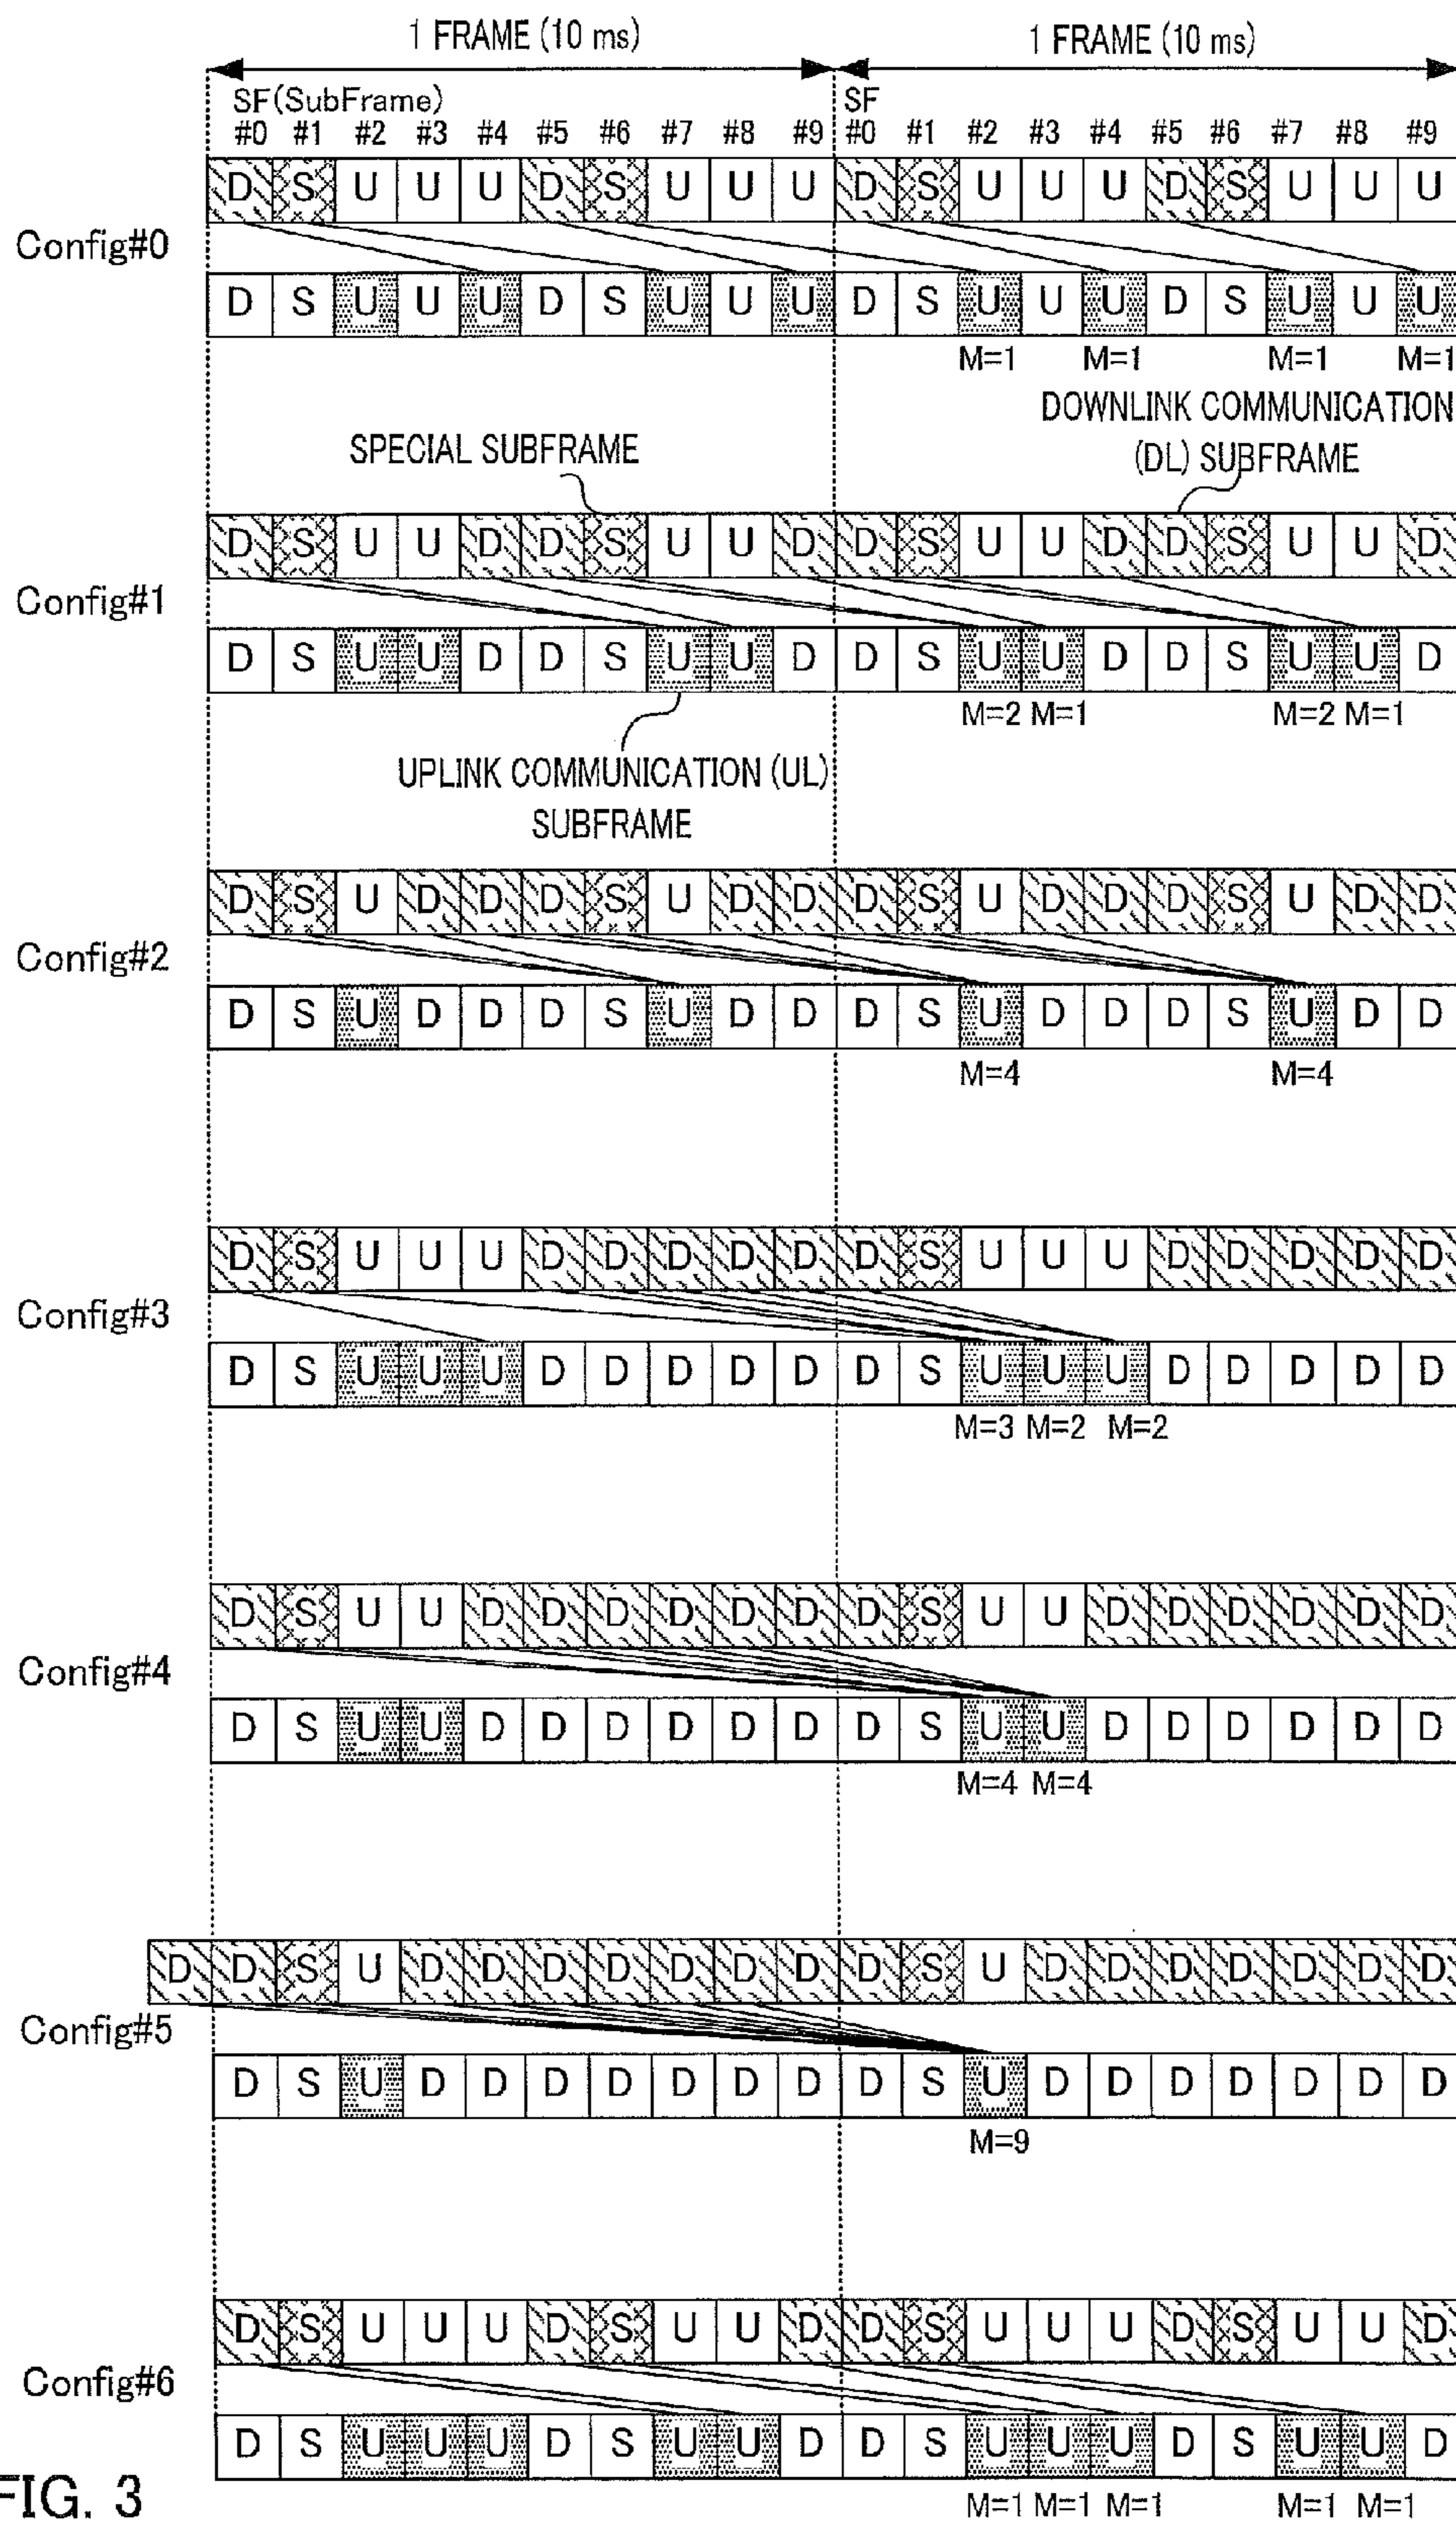 1 FRAME (10 ms) 1 FRAME (10 ms)
SF(SubFrame) SF
#0 #1 #2 #3 #4 #5 #6 #7 #8 #9 #0 #1 #2 #3 #4 #5 #6 #7 #8 #9
D S U U U D S U U U D S U U U D S U U U
Config#0
D S U U U D S U U U D S U U U D S U U U
M=1 M=1 M=1 M=1
DOWNLINK COMMUNICATION
(DL) SUBFRAME
SPECIAL SUBFRAME
D S U U D D S U U D D S U U D D S U U D
Config#1
D S U U D D S U U D D S U U D D S U U D
M=2 M=1 M=2 M=1
UPLINK COMMUNICATION (UL)
SUBFRAME
D S U D D D S U D D D S U D D D S U D D
Config#2
D S U D D D S U D D D S U D D D S U D D
M=4 M=4
D S U U U D D D D D D S U U U D D D D D
Config#3
D S U U U D D D D D D S U U U D D D D D
M=3 M=2 M=2
D S U U D D D D D D D S U U D D D D D D
Config#4
D S U U D D D D D D D S U U D D D D D D
M=4 M=4
D D S U D D D D D D D D S U D D D D D D D
Config#5
D S U D D D D D D D D S U D D D D D D D
M=9
D S U U U D S U U D D S U U U D S U U D
Config#6
D S U U U D S U U D D S U U U D S U U D
M=1 M=1 M=1 M=1 M=1
FIG. 3